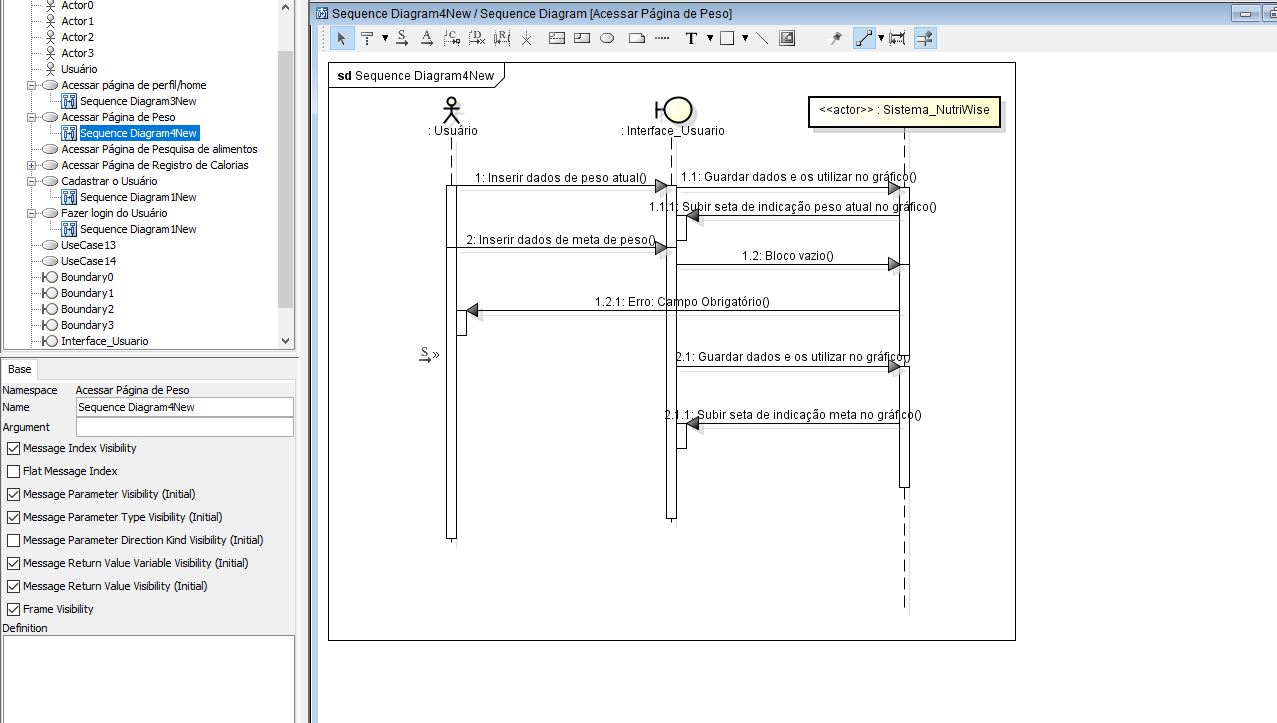 Actor0
Actor1
Actor2
Actor3
Usuário
Acessar página de perfil/home
Sequence Diagram3New
Acessar Página de Peso
Sequence Diagram4New
Acessar Página de Pesquisa de alimentos
Acessar Página de Registro de Calorias
Cadastrar o Usuário
Sequence Diagram1New
Fazer login do Usuário
Sequence Diagram1New
UseCase13
UseCase14
Boundary0
Boundary1
Boundary2
Boundary3
Interface_Usuario
Base
Namespace Acessar Página de Peso
Name Sequence Diagram4New
Argument
Message Index Visibility
Flat Message Index
Message Parameter Visibility (Initial)
Message Parameter Type Visibility (Initial)
Message Parameter Direction Kind Visibility (Initial)
Message Return Value Variable Visibility (Initial)
Message Return Value Visibility (Initial)
Frame Visibility
Definition
Sequence Diagram4New / Sequence Diagram [Acessar Página de Peso]
S A C D R T
sd Sequence Diagram4New
: Usuário
: Interface_Usuario
<<actor>> : Sistema_NutriWise
1: Inserir dados de peso atual()
1.1: Guardar dados e os utilizar no gráfico()
1.1.1: Subir seta de indicação peso atual no gráfico()
2: Inserir dados de meta de peso()
1.2: Bloco vazio()
1.2.1: Erro: Campo Obrigatório()
S »
2.1: Guardar dados e os utilizar no gráfico()
2.1.1: Subir seta de indicação meta no gráfico()